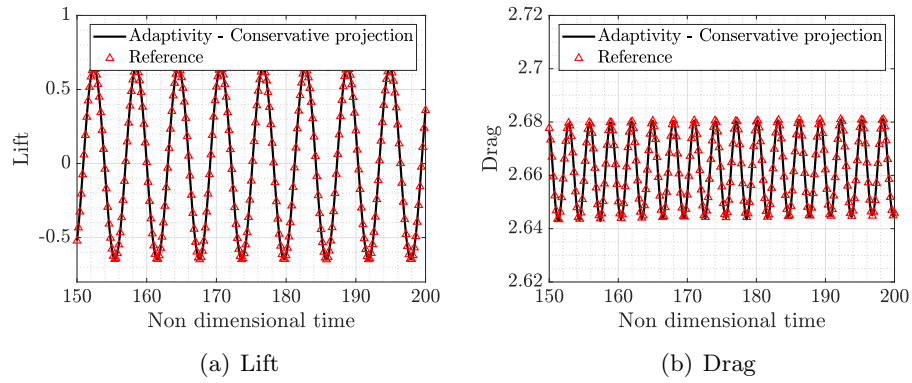 1
0.5
0
-0.5
Lift
Adaptivity - Conservative projection
Reference
150 160 170 180 190 200
Non dimensional time
(a) Lift
2.72
2.7
2.68
2.66
2.64
2.62
Drag
Adaptivity - Conservative projection
Reference
150 160 170 180 190 200
Non dimensional time
(b) Drag